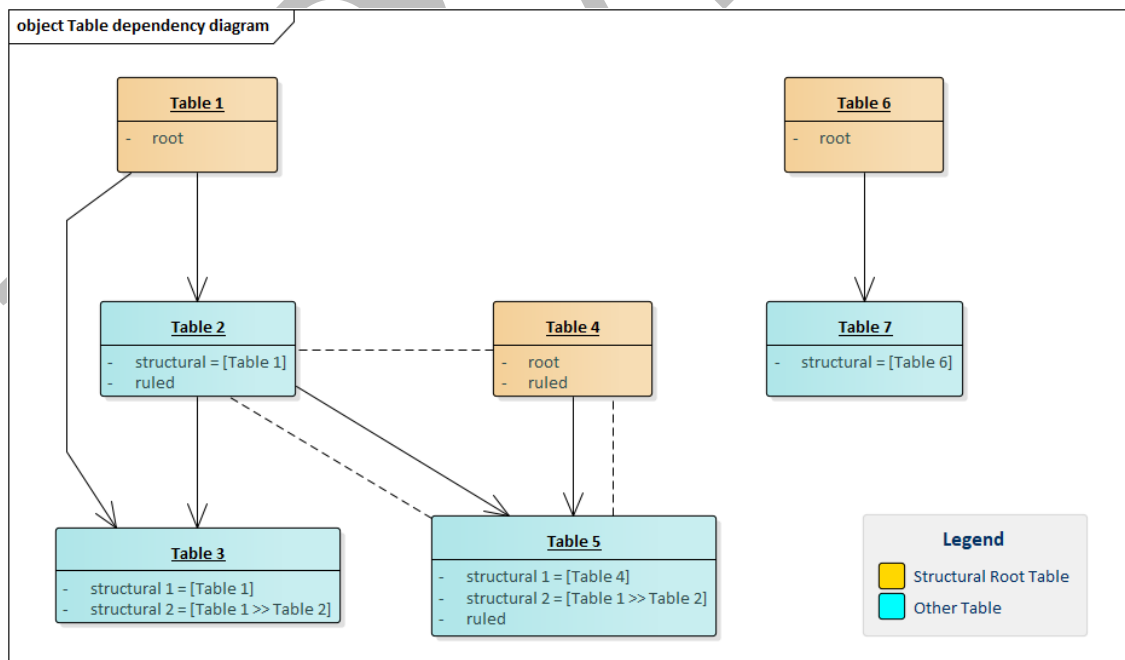 object Table dependency diagram
Table 1
- root
Table 6
- root
Table 2
- structural = [Table 1]
- ruled
Table 4
- root
- ruled
Table 7
- structural = [Table 6]
Table 3
- structural 1 = [Table 1]
- structural 2 = [Table 1 >> Table 2]
Table 5
- structural 1 = [Table 4]
- structural 2 = [Table 1 >> Table 2]
- ruled
Legend
Structural Root Table
Other Table